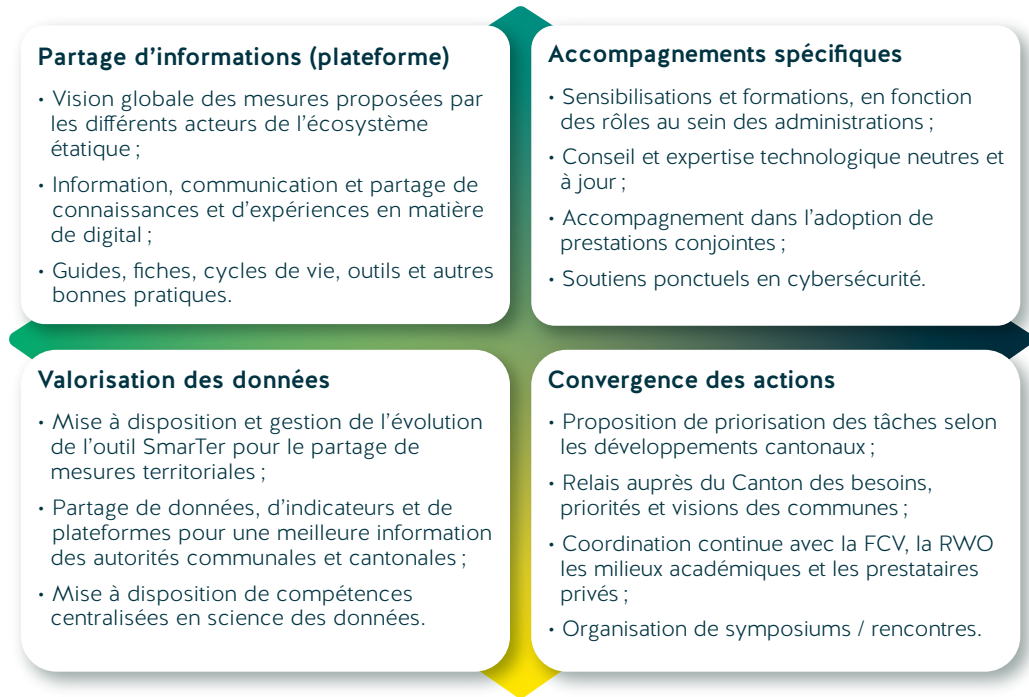 Partage d’informations (plateforme)
• Vision globale des mesures proposées par
les différents acteurs de l’écosystème
étatique ;
• Information, communication et partage de
connaissances et d’expériences en matière
de digital ;
• Guides, fiches, cycles de vie, outils et autres
bonnes pratiques.
Accompagnements spécifiques
• Sensibilisations et formations, en fonction
des rôles au sein des administrations ;
• Conseil et expertise technologique neutres et
à jour ;
• Accompagnement dans l’adoption de
prestations conjointes ;
• Soutiens ponctuels en cybersécurité.
Valorisation des données
• Mise à disposition et gestion de l’évolution
de l’outil SmarTer pour le partage de
mesures territoriales ;
• Partage de données, d’indicateurs et de
plateformes pour une meilleure information
des autorités communales et cantonales ;
• Mise à disposition de compétences
centralisées en science des données.
Convergence des actions
• Proposition de priorisation des tâches selon
les développements cantonaux ;
• Relais auprès du Canton des besoins,
priorités et visions des communes ;
• Coordination continue avec la FCV, la RWO
les milieux académiques et les prestataires
privés ;
• Organisation de symposiums / rencontres.